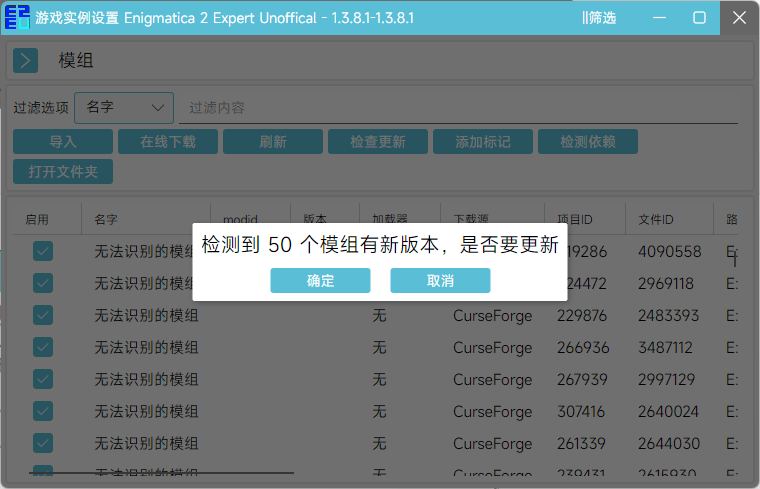 E2EU 游戏实例设置 Enigmatica 2 Expert Unoffical - 1.3.8.1-1.3.8.1 筛选
模组
过滤选项 名字 过滤内容
导入 在线下载 刷新 检查更新 添加标记 检测依赖
打开文件夹
启用 名字 modid 版本 加载器 下载源 项目ID 文件ID 路
检测到 50 个模组有新版本，是否要更新
确定 取消
无法识别的模组 19286 4090558 E:
无法识别的模组 24472 2969118 E:
无法识别的模组 无 CurseForge 229876 2483393 E:
无法识别的模组 无 CurseForge 266936 3487112 E:
无法识别的模组 无 CurseForge 267939 2997129 E:
无法识别的模组 无 CurseForge 307416 2640024 E:
无法识别的模组 无 CurseForge 261339 2644030 E:
无法识别的模组 无 CurseForge 239431 2615930 E: